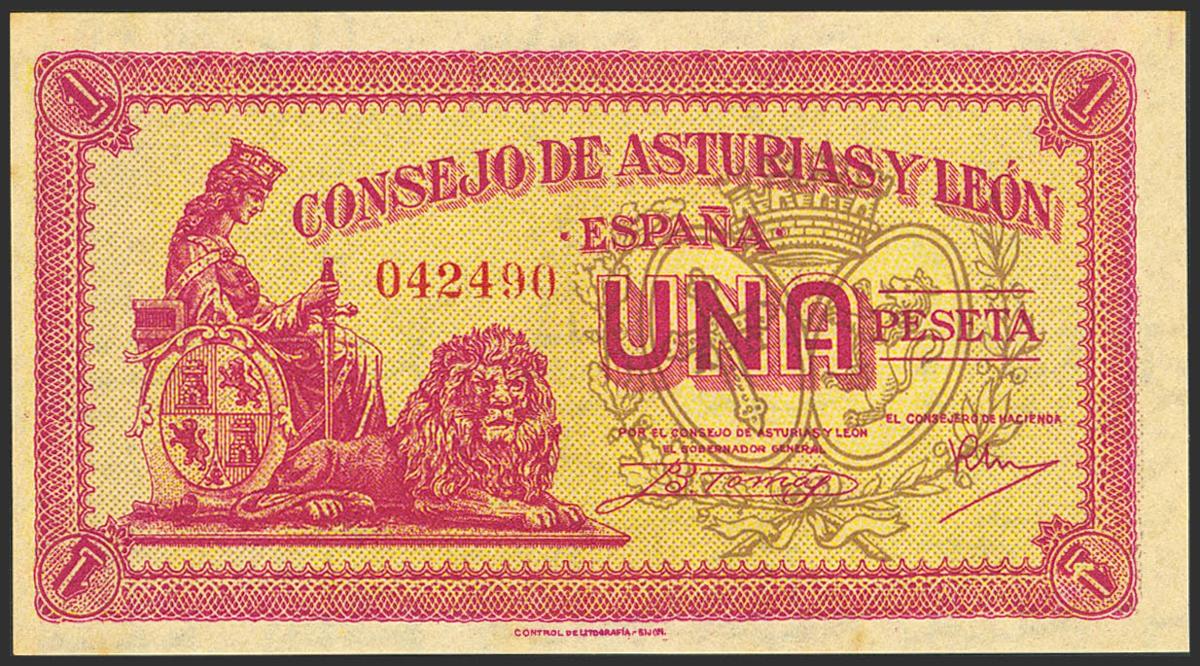 1 1
CONSEJO DE ASTURIAS Y LEÓN
· ESPAÑA ·
042490
UNA PESETA
EL CONSEJERO DE HACIENDA
POR EL CONSEJO DE ASTURIAS Y LEÓN
EL GOBERNADOR GENERAL
B Tomás
1 1
CONTROL DE LITOGRAFÍA - GIJÓN.